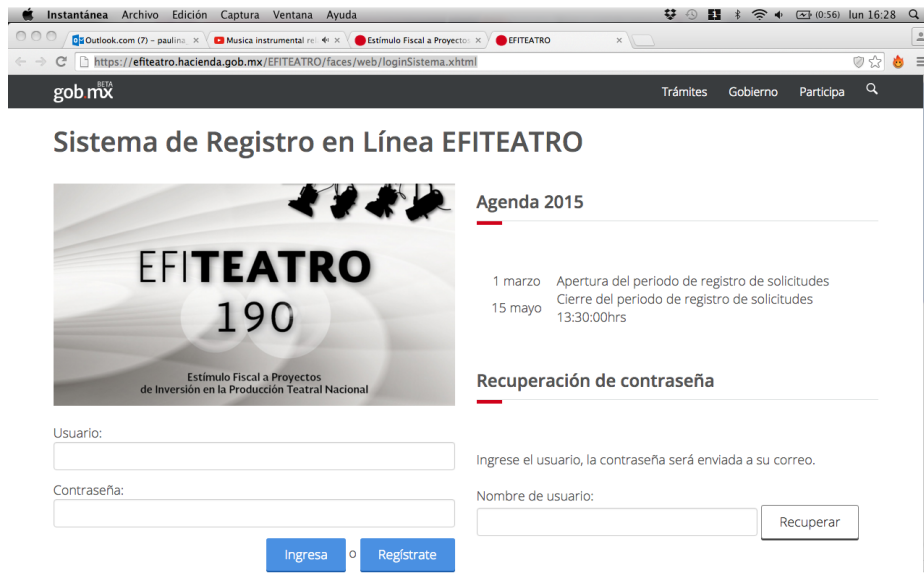 Instantánea Archivo Edición Captura Ventana Ayuda
(0:56) lun 16:28
Outlook.com (7) – paulina
Musica instrumental rel
Estímulo Fiscal a Proyectos
EFITEATRO
https://efiteatro.hacienda.gob.mx/EFITEATRO/faces/web/loginSistema.xhtml
gob.mx
BETA
Trámites Gobierno Participa
Sistema de Registro en Línea EFITEATRO
EFITEATRO
190
Estímulo Fiscal a Proyectos
de Inversión en la Producción Teatral Nacional
Usuario:
Contraseña:
Ingresa o Regístrate
Agenda 2015
1 marzo Apertura del periodo de registro de solicitudes
15 mayo Cierre del periodo de registro de solicitudes
13:30:00hrs
Recuperación de contraseña
Ingrese el usuario, la contraseña será enviada a su correo.
Nombre de usuario:
Recuperar